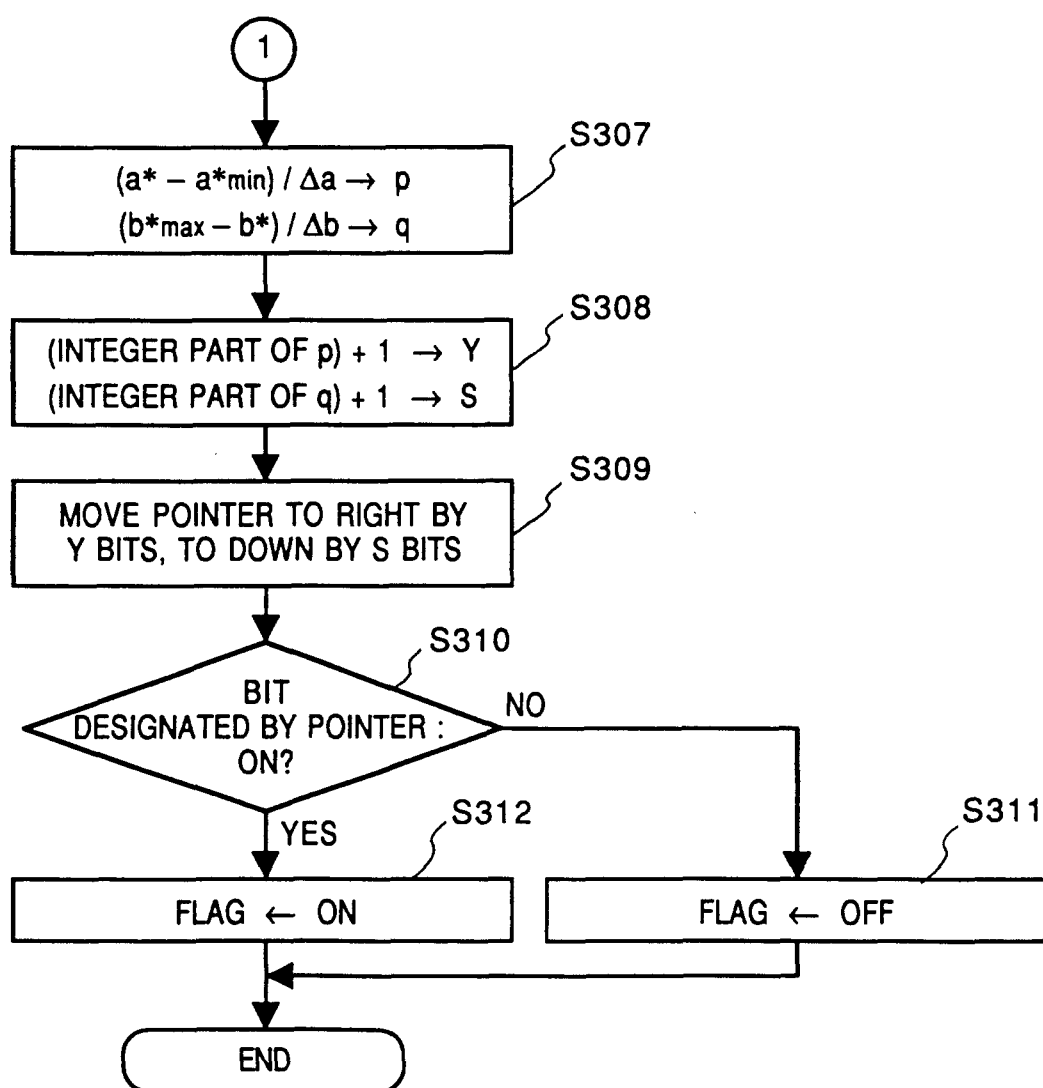 1
S307
(a* – a*min) / Δa → p
(b*max – b*) / Δb → q
S308
(INTEGER PART OF p) + 1 → Y
(INTEGER PART OF q) + 1 → S
S309
MOVE POINTER TO RIGHT BY
Y BITS, TO DOWN BY S BITS
S310
BIT
DESIGNATED BY POINTER :
ON?
NO
YES
S312
S311
FLAG ← ON
FLAG ← OFF
END